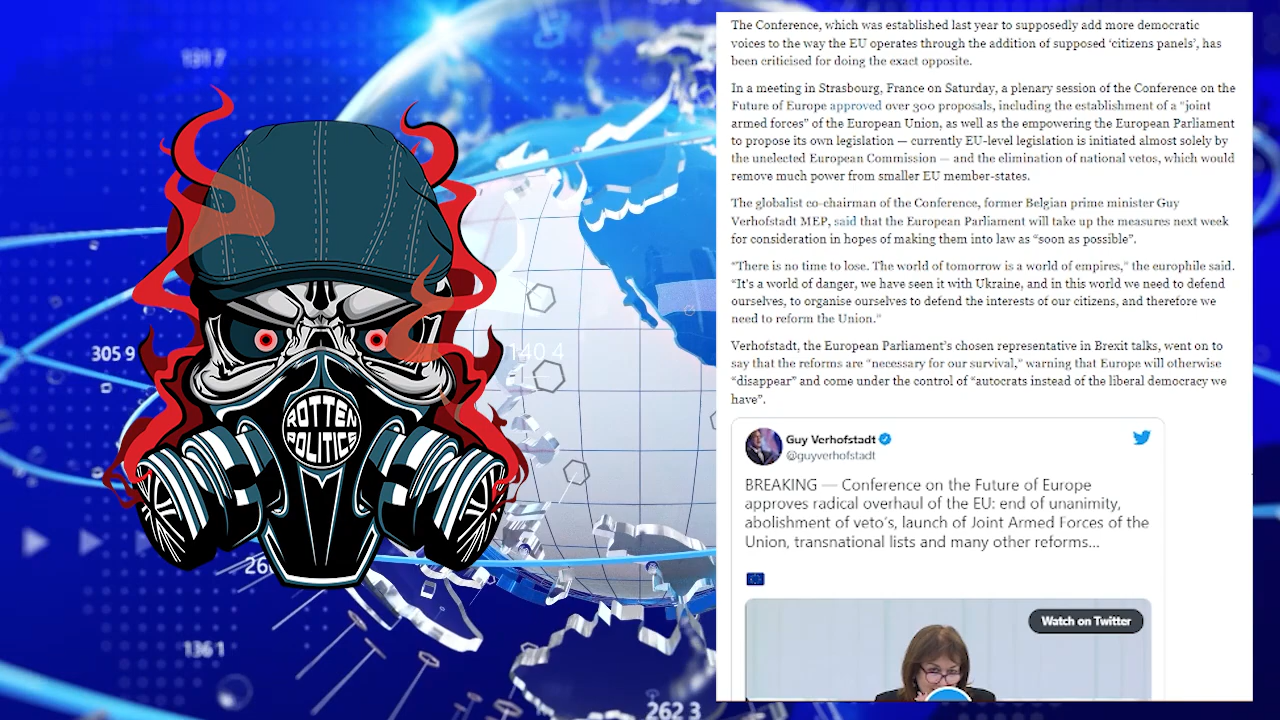 131 7
305 9
140 4
136 1
262 3
ROTTEN
POLITICS
The Conference, which was established last year to supposedly add more democratic
voices to the way the EU operates through the addition of supposed ‘citizens panels’, has
been criticised for doing the exact opposite.
In a meeting in Strasbourg, France on Saturday, a plenary session of the Conference on the
Future of Europe approved over 300 proposals, including the establishment of a “joint
armed forces” of the European Union, as well as the empowering the European Parliament
to propose its own legislation — currently EU-level legislation is initiated almost solely by
the unelected European Commission — and the elimination of national vetos, which would
remove much power from smaller EU member-states.
The globalist co-chairman of the Conference, former Belgian prime minister Guy
Verhofstadt MEP, said that the European Parliament will take up the measures next week
for consideration in hopes of making them into law as “soon as possible”.
“There is no time to lose. The world of tomorrow is a world of empires,” the europhile said.
“It’s a world of danger, we have seen it with Ukraine, and in this world we need to defend
ourselves, to organise ourselves to defend the interests of our citizens, and therefore we
need to reform the Union.”
Verhofstadt, the European Parliament’s chosen representative in Brexit talks, went on to
say that the reforms are “necessary for our survival,” warning that Europe will otherwise
“disappear” and come under the control of “autocrats instead of the liberal democracy we
have”.
Guy Verhofstadt
@guyverhofstadt
BREAKING — Conference on the Future of Europe
approves radical overhaul of the EU: end of unanimity,
abolishment of veto’s, launch of Joint Armed Forces of the
Union, transnational lists and many other reforms...
Watch on Twitter